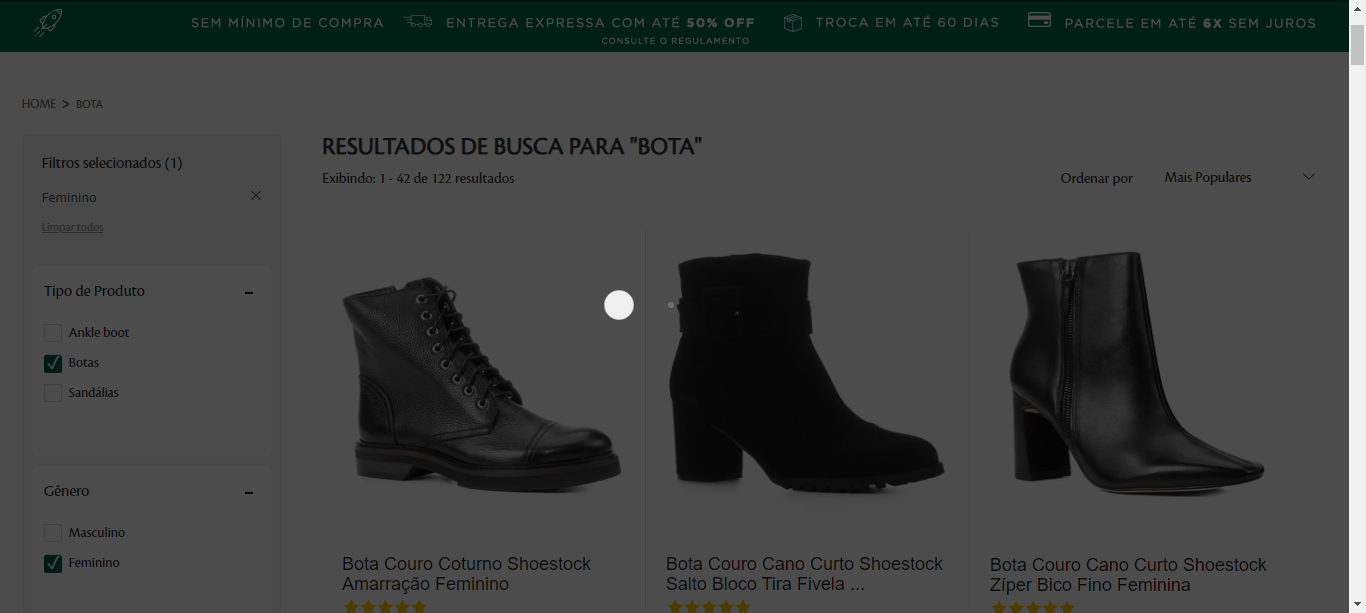 SEM MÍNIMO DE COMPRA
ENTREGA EXPRESSA COM ATÉ 50% OFF
CONSULTE O REGULAMENTO
TROCA EM ATÉ 60 DIAS
PARCELE EM ATÉ 6X SEM JUROS
HOME > BOTA
Filtros selecionados (1)
Feminino
Limpar todos
Tipo de Produto
Ankle boot
Botas
Sandálias
Gênero
Masculino
Feminino
RESULTADOS DE BUSCA PARA "BOTA"
Exibindo: 1 - 42 de 122 resultados
Ordenar por
Mais Populares
Bota Couro Coturno Shoestock
Amarração Feminino
Bota Couro Cano Curto Shoestock
Salto Bloco Tira Fivela ...
Bota Couro Cano Curto Shoestock
Zíper Bico Fino Feminina